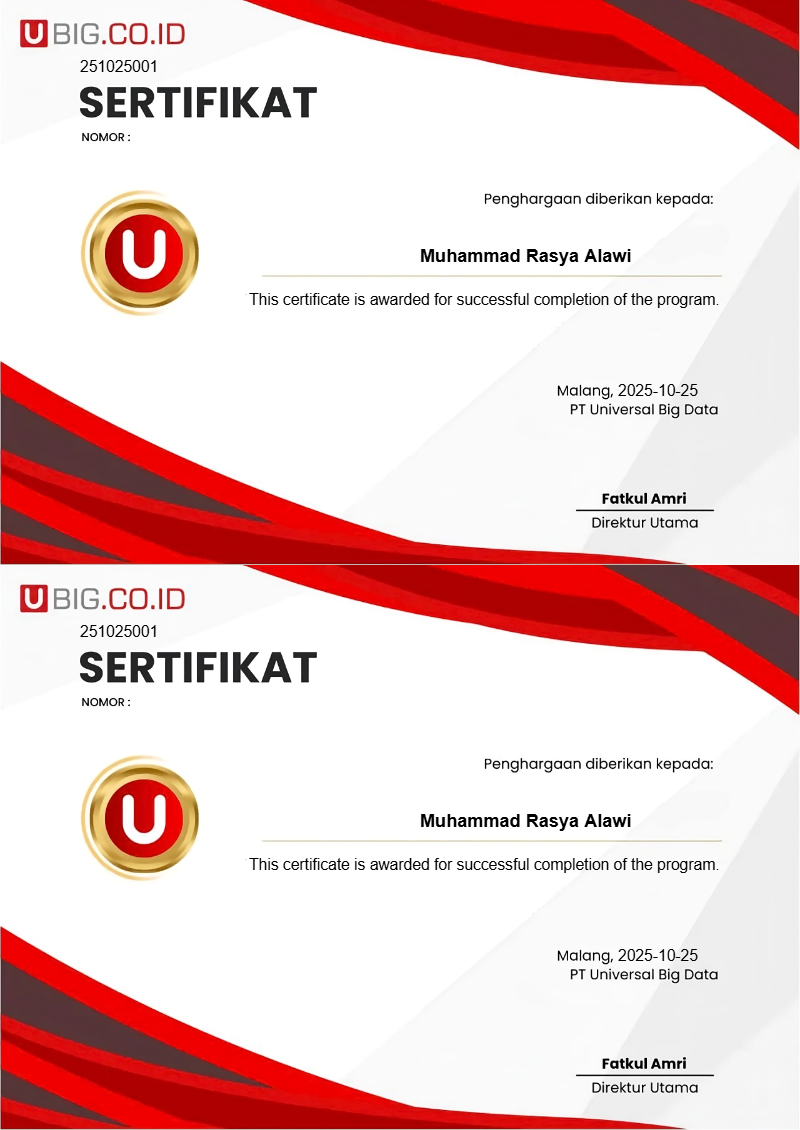 U BIG.CO.ID
251025001
SERTIFIKAT
NOMOR :
Penghargaan diberikan kepada:
U
Muhammad Rasya Alawi
This certificate is awarded for successful completion of the program.
Malang, 2025-10-25
PT Universal Big Data
Fatkul Amri
Direktur Utama
U BIG.CO.ID
251025001
SERTIFIKAT
NOMOR :
Penghargaan diberikan kepada:
U
Muhammad Rasya Alawi
This certificate is awarded for successful completion of the program.
Malang, 2025-10-25
PT Universal Big Data
Fatkul Amri
Direktur Utama